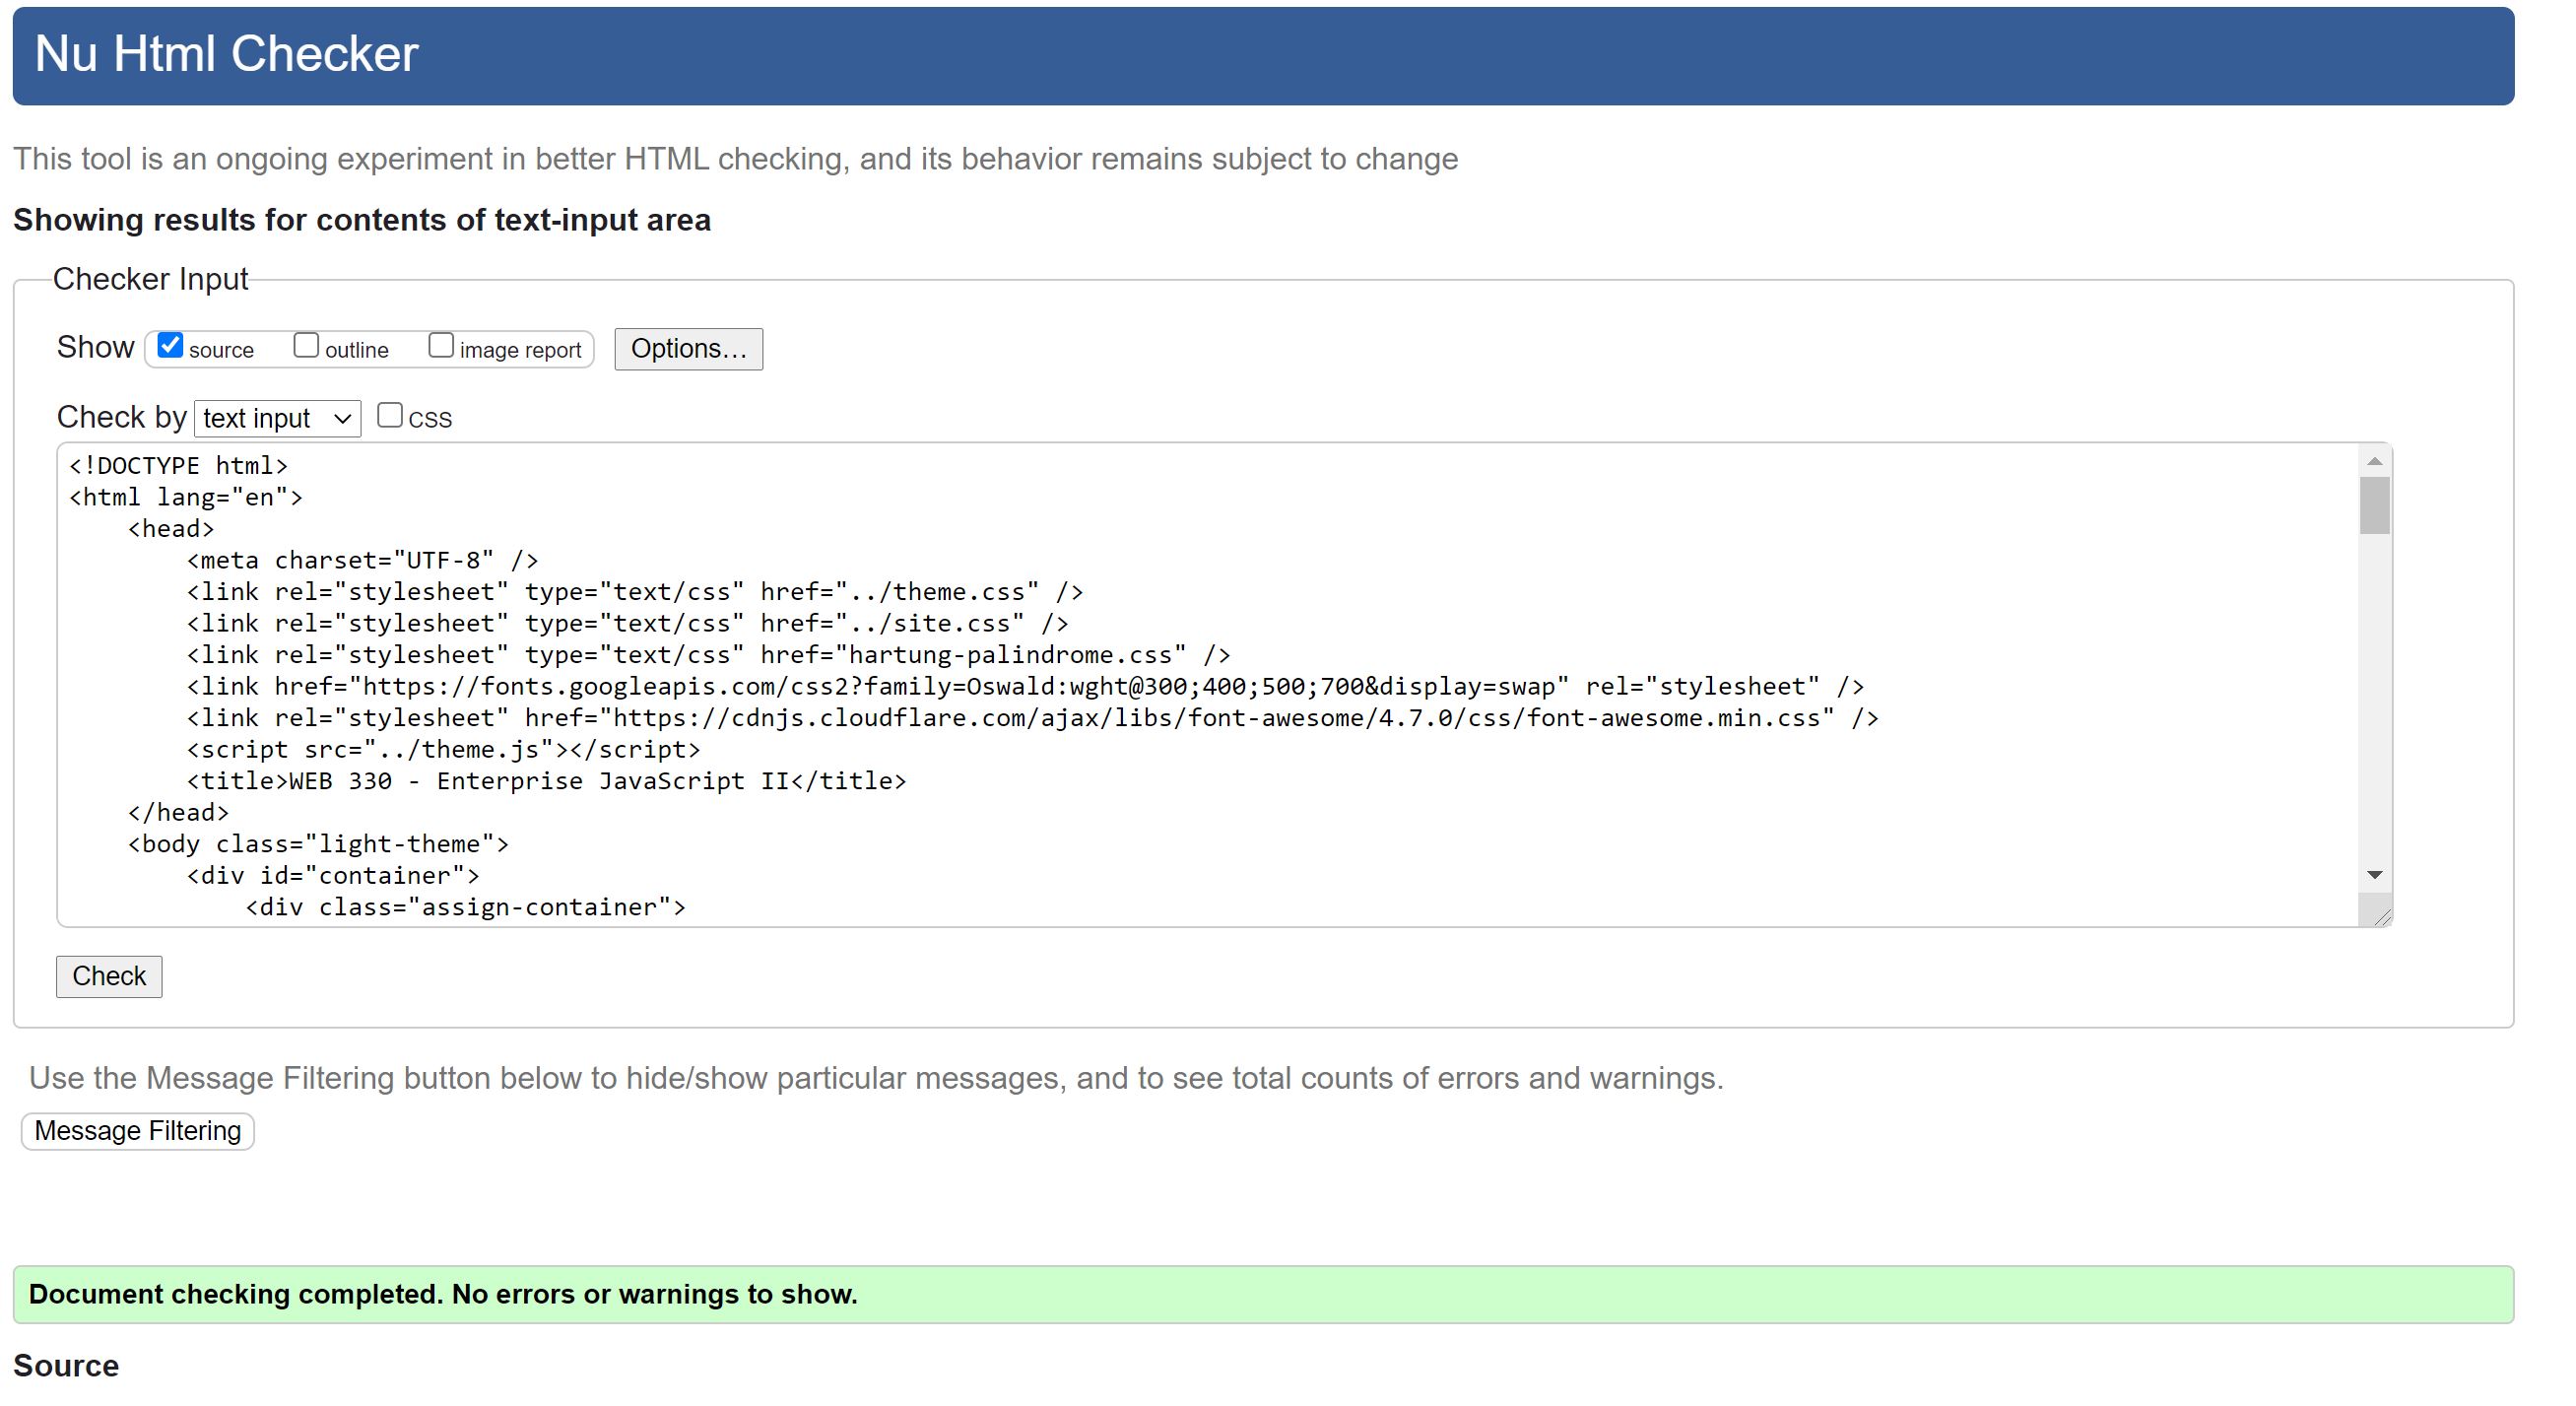 Nu Html Checker
This tool is an ongoing experiment in better HTML checking, and its behavior remains subject to change
Showing results for contents of text-input area
Checker Input
Show source outline image report Options…
Check by text input CSS
<!DOCTYPE html>
<html lang="en">
    <head>
        <meta charset="UTF-8" />
        <link rel="stylesheet" type="text/css" href="../theme.css" />
        <link rel="stylesheet" type="text/css" href="../site.css" />
        <link rel="stylesheet" type="text/css" href="hartung-palindrome.css" />
        <link href="https://fonts.googleapis.com/css2?family=Oswald:wght@300;400;500;700&display=swap" rel="stylesheet" />
        <link rel="stylesheet" href="https://cdnjs.cloudflare.com/ajax/libs/font-awesome/4.7.0/css/font-awesome.min.css" />
        <script src="../theme.js"></script>
        <title>WEB 330 - Enterprise JavaScript II</title>
    </head>
    <body class="light-theme">
        <div id="container">
            <div class="assign-container">
Check
Use the Message Filtering button below to hide/show particular messages, and to see total counts of errors and warnings.
Message Filtering
Document checking completed. No errors or warnings to show.
Source